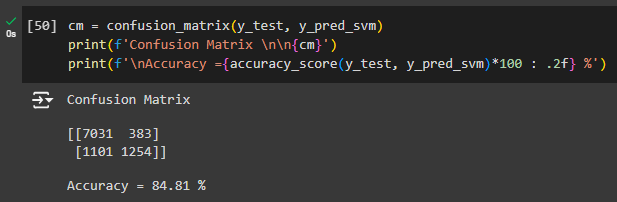 [50] cm = confusion_matrix(y_test, y_pred_svm)
print(f'Confusion Matrix \n\n{cm}')
0s
print(f'\nAccuracy ={accuracy_score(y_test, y_pred_svm)*100 : .2f} %')
Confusion Matrix
[[7031  383]
 [1101 1254]]
Accuracy = 84.81 %